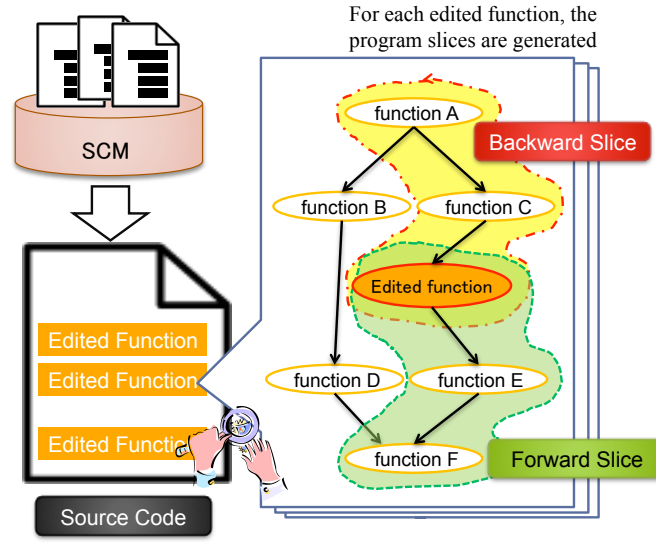 For each edited function, the
program slices are generated
SCM
function A
Backward Slice
function B
function C
Edited function
Edited Function
Edited Function
function D
function E
Edited Function
function F
Forward Slice
Source Code